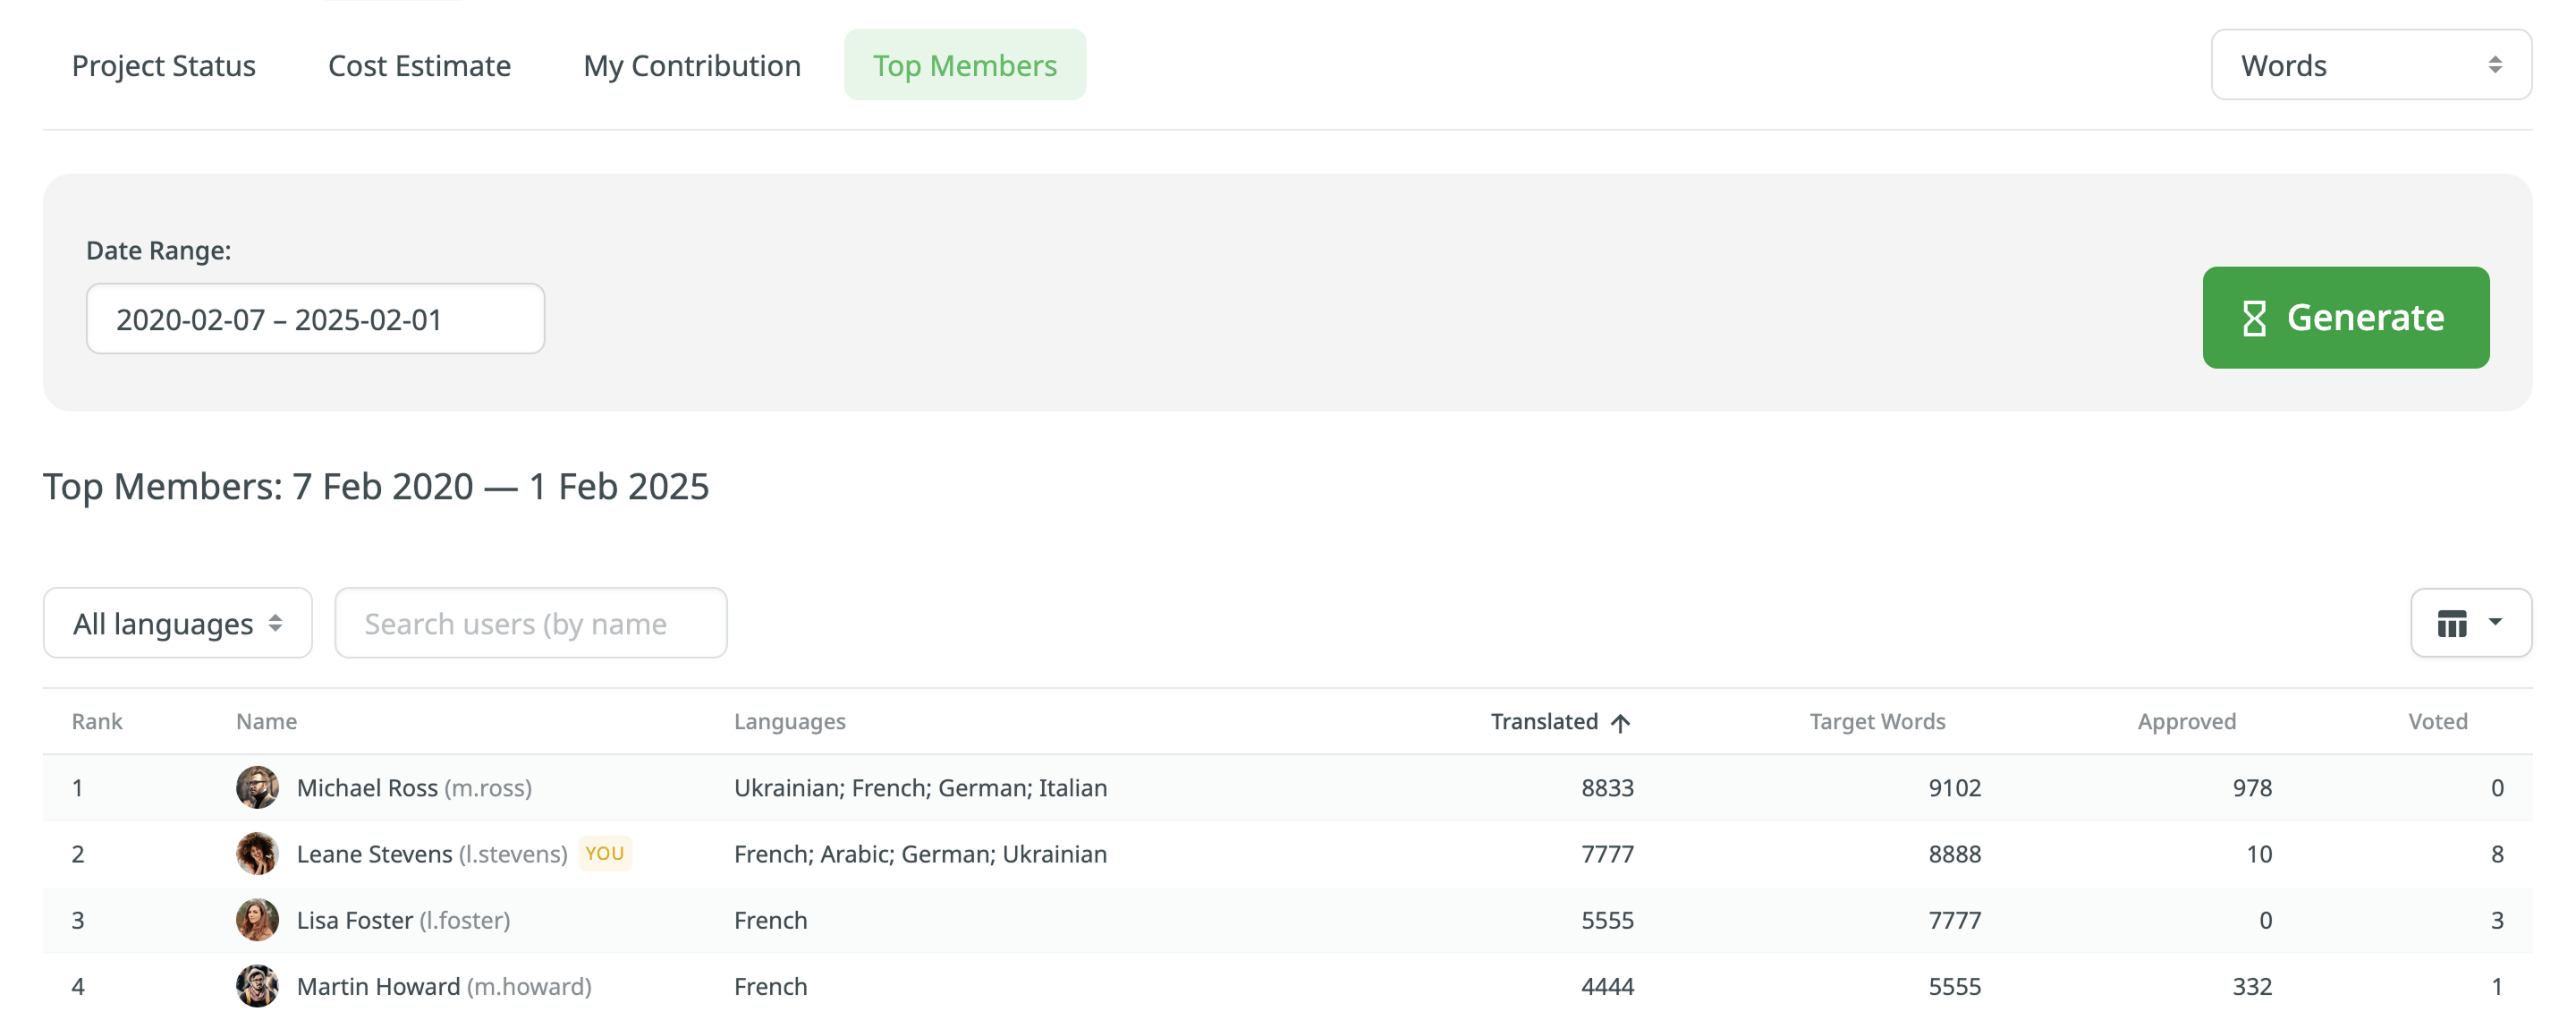 Project Status Cost Estimate My Contribution Top Members Words
Date Range:
2020-02-07 – 2025-02-01
Generate
Top Members: 7 Feb 2020 — 1 Feb 2025
All languages Search users (by name
Rank Name Languages Translated Target Words Approved Voted
1 Michael Ross (m.ross) Ukrainian; French; German; Italian 8833 9102 978 0
2 Leane Stevens (l.stevens) YOU French; Arabic; German; Ukrainian 7777 8888 10 8
3 Lisa Foster (l.foster) French 5555 7777 0 3
4 Martin Howard (m.howard) French 4444 5555 332 1